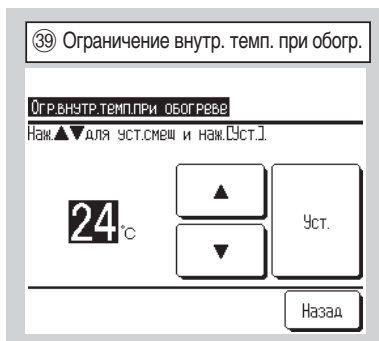 39 Ограничение внутр. темп. при обогр.
Огр.внутр.темп.при обогреве
Наж.▲▼для уст.смещ и наж.[Уст.].
24°C
▲
▼
Уст.
Назад